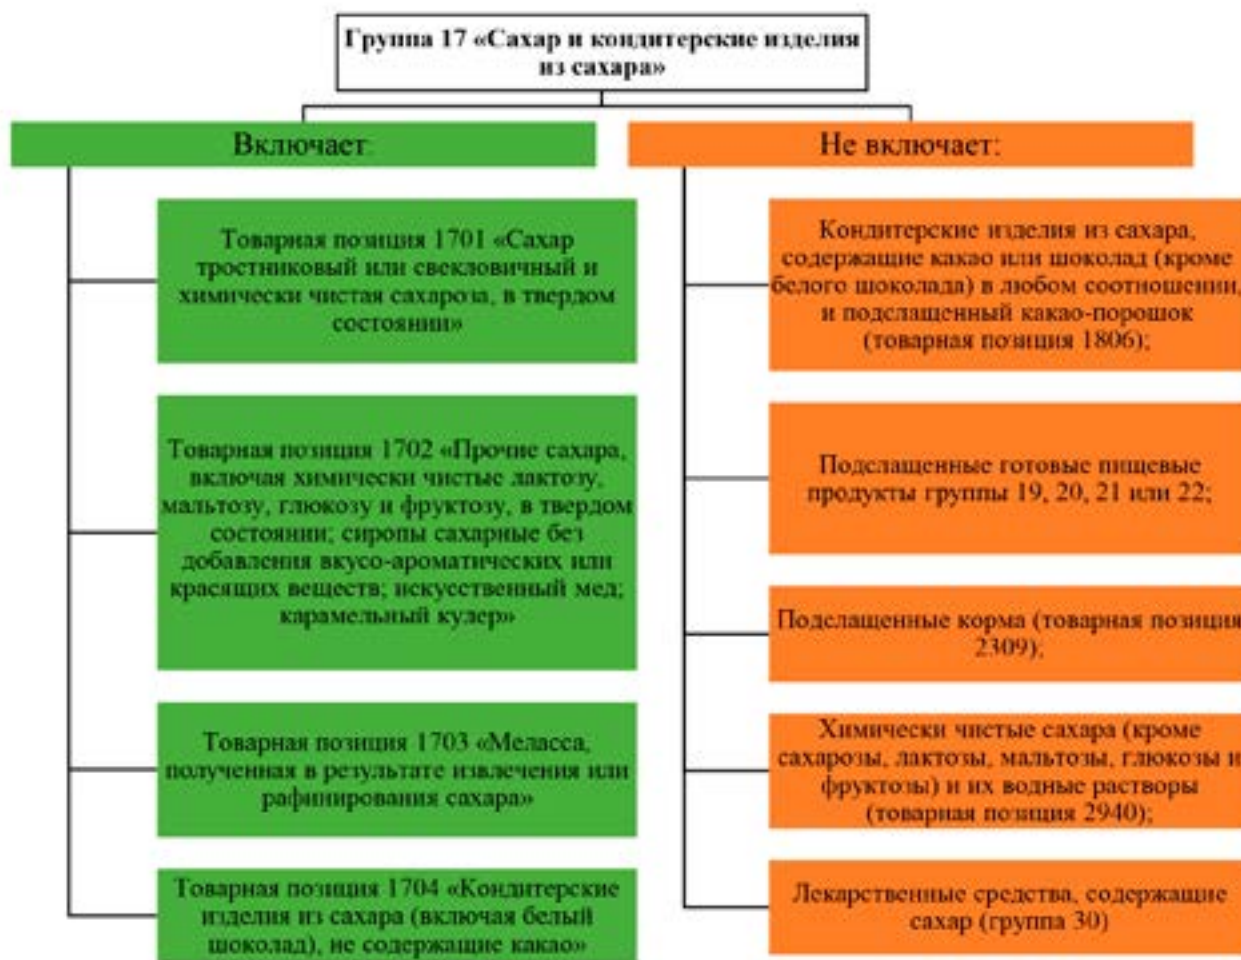 Группа 17 «Сахар и кондитерские изделия
из сахара»
Включает:
Товарная позиция 1701 «Сахар
тростниковый или свекловичный и
химически чистая сахароза, в твердом
состоянии»
Товарная позиция 1702 «Прочие сахара,
включая химически чистые лактозу,
мальтозу, глюкозу и фруктозу, в твердом
состоянии; сиропы сахарные без
добавления вкусо-ароматических или
красящих веществ; искусственный мед;
карамельный кулер»
Товарная позиция 1703 «Меласса,
полученная в результате извлечения или
рафинирования сахара»
Товарная позиция 1704 «Кондитерские
изделия из сахара (включая белый
шоколад), не содержащие какао»
Не включает:
Кондитерские изделия из сахара,
содержащие какао или шоколад (кроме
белого шоколада) в любом соотношении,
и подслащенный какао-порошок
(товарная позиция 1806);
Подслащенные готовые пищевые
продукты группы 19, 20, 21 или 22;
Подслащенные корма (товарная позиция
2309);
Химически чистые сахара (кроме
сахарозы, лактозы, мальтозы, глюкозы и
фруктозы) и их водные растворы
(товарная позиция 2940);
Лекарственные средства, содержащие
сахар (группа 30)